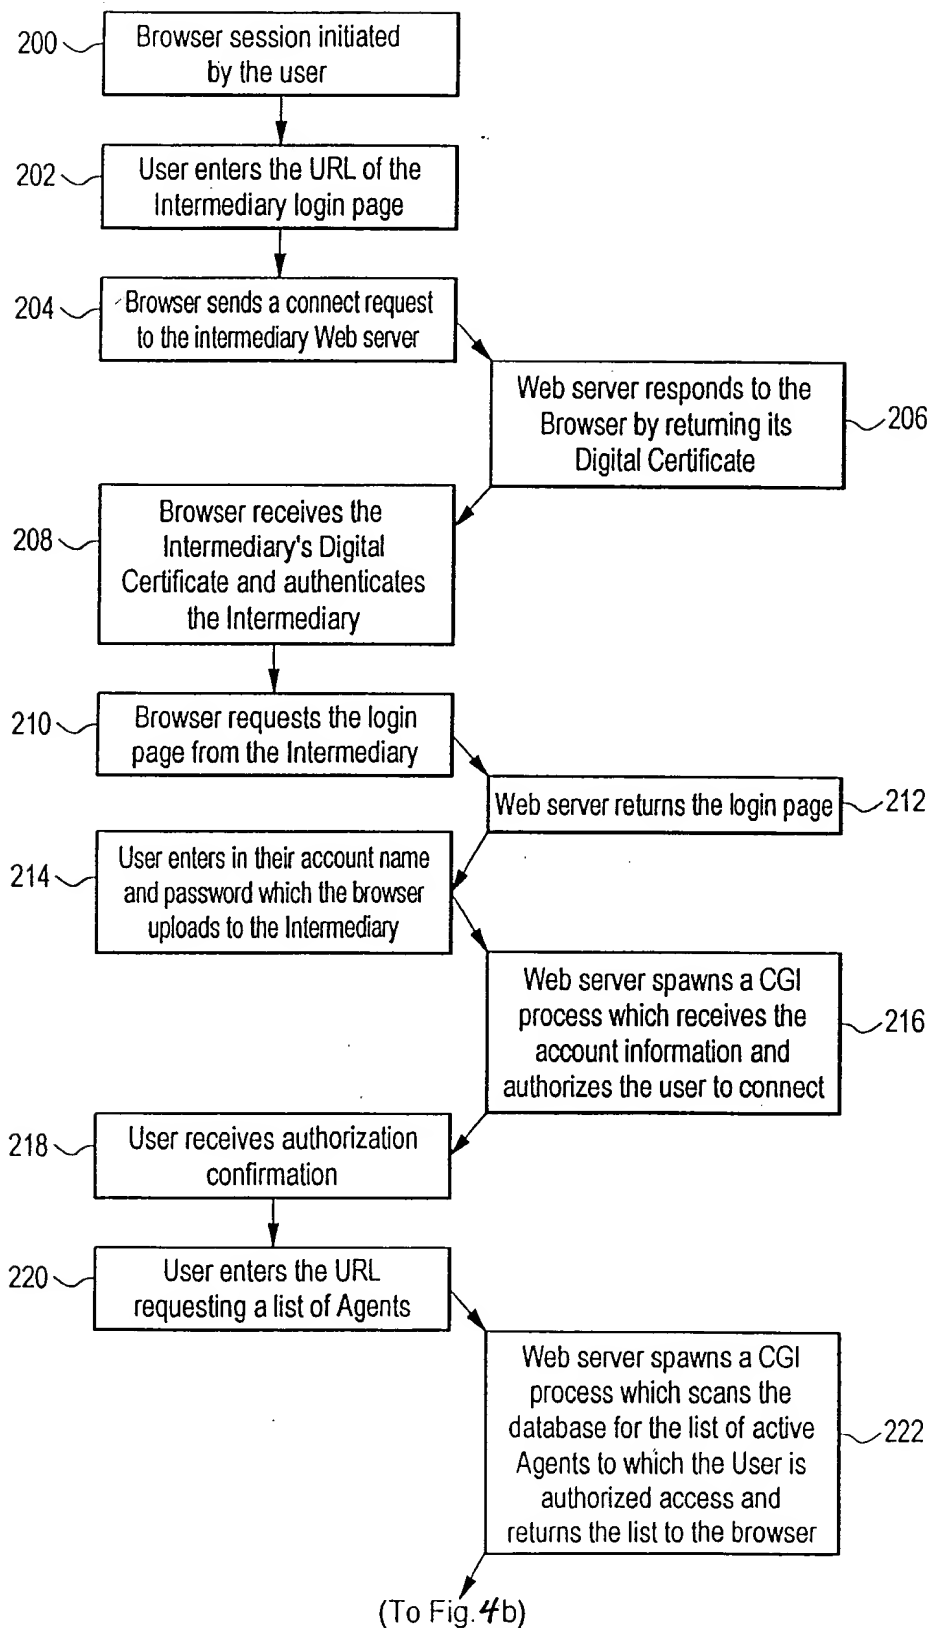 200
Browser session initiated
by the user
202
User enters the URL of the
Intermediary login page
204
Browser sends a connect request
to the intermediary Web server
Web server responds to the
Browser by returning its
Digital Certificate
206
208
Browser receives the
Intermediary's Digital
Certificate and authenticates
the Intermediary
210
Browser requests the login
page from the Intermediary
Web server returns the login page
212
214
User enters in their account name
and password which the browser
uploads to the Intermediary
Web server spawns a CGI
process which receives the
account information and
authorizes the user to connect
216
218
User receives authorization
confirmation
220
User enters the URL
requesting a list of Agents
Web server spawns a CGI
process which scans the
database for the list of active
Agents to which the User is
authorized access and
returns the list to the browser
222
(To Fig. 4b)